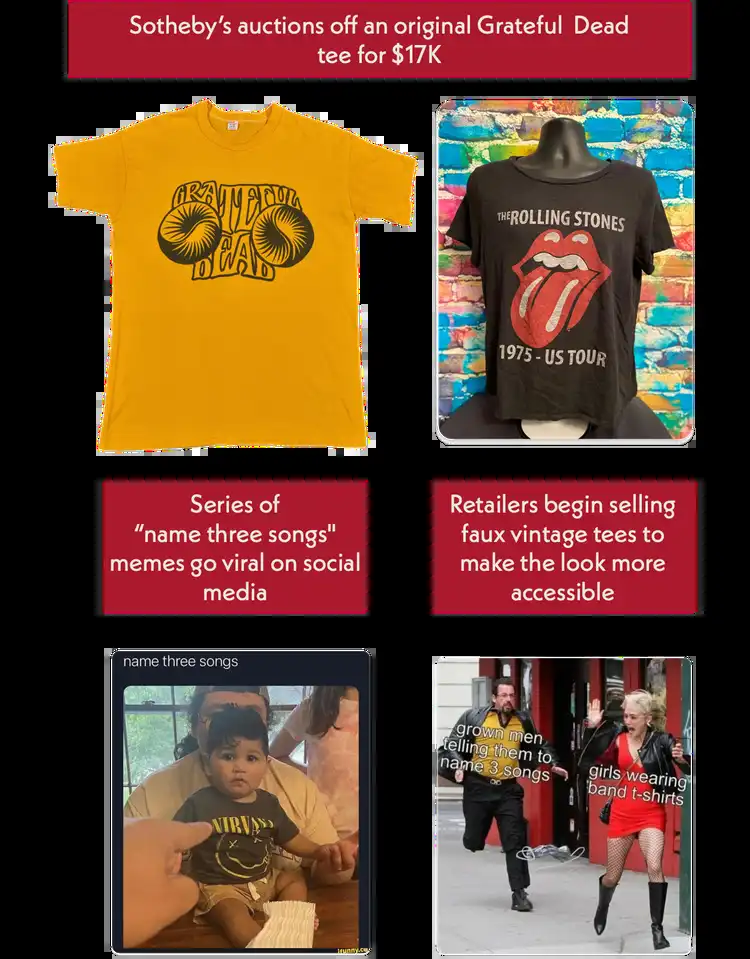 Sotheby's auctions off an original Grateful Dead
tee for $17K
GRATEFUL
DEAD
THE ROLLING STONES
1975 - US TOUR
Series of
“name three songs"
memes go viral on social
media
Retailers begin selling
faux vintage tees to
make the look more
accessible
name three songs
NIRVANA
grown men
telling them to
name 3 songs
girls wearing
band t-shirts